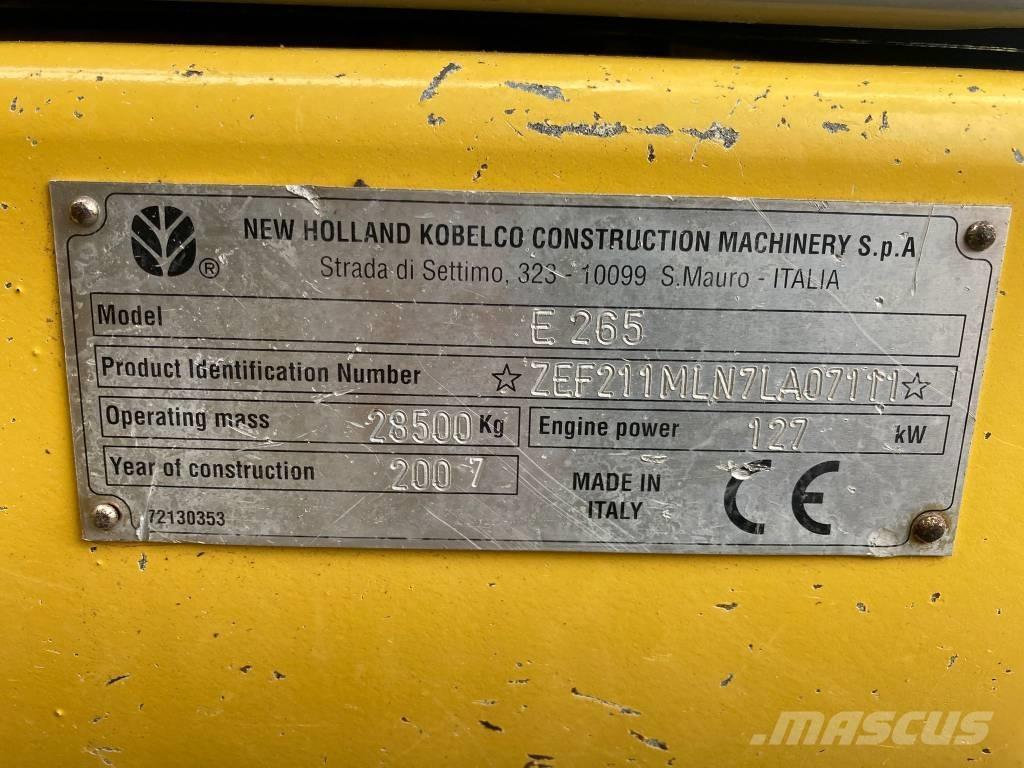 NEW HOLLAND KOBELCO CONSTRUCTION MACHINERY S.p.A
Strada di Settimo, 323 - 10099 S.Mauro - ITALIA
Model E 265
Product Identification Number ☆ZEF211MLN7LA07111☆
Operating mass 28500 Kg Engine power 127 kW
Year of construction 2007
MADE IN
ITALY
CE
72130353
®
MASCUS